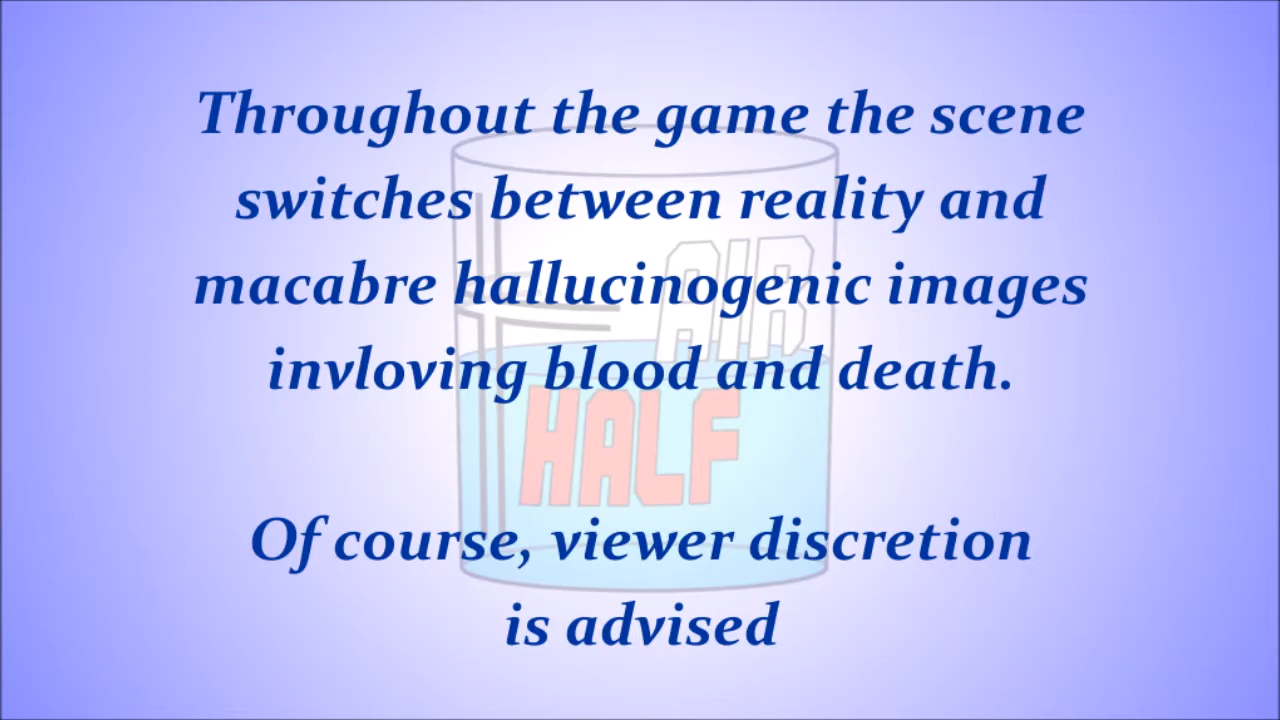 Throughout the game the scene
switches between reality and
macabre hallucinogenic images
invloving blood and death.
Of course, viewer discretion
is advised
AIR
HALF